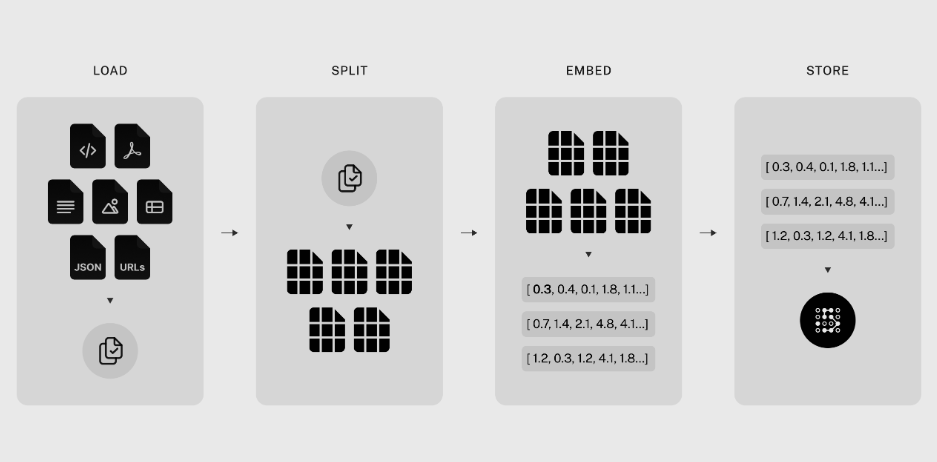 LOAD
SPLIT
EMBED
STORE
JSON
URLs
[ 0.3, 0.4, 0.1, 1.8, 1.1...]
[ 0.7, 1.4, 2.1, 4.8, 4.1...]
[ 1.2, 0.3, 1.2, 4.1, 1.8...]
[ 0.3, 0.4, 0.1, 1.8, 1.1...]
[ 0.7, 1.4, 2.1, 4.8, 4.1...]
[ 1.2, 0.3, 1.2, 4.1, 1.8...]